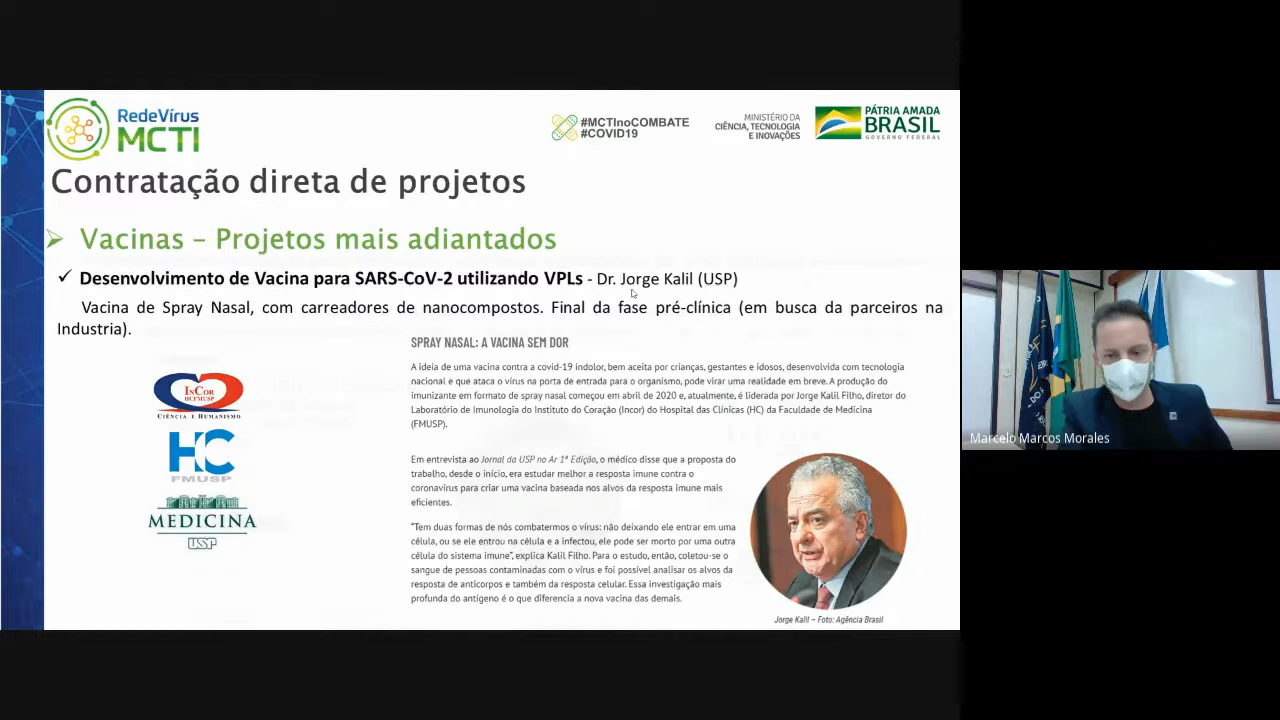 RedeVírus
MCTI
#MCTInoCOMBATE
#COVID19
MINISTÉRIO DA
CIÊNCIA, TECNOLOGIA
E INOVAÇÕES
PÁTRIA AMADA
BRASIL
GOVERNO FEDERAL
Contratação direta de projetos
➢ Vacinas – Projetos mais adiantados
✓ Desenvolvimento de Vacina para SARS-CoV-2 utilizando VPLs - Dr. Jorge Kalil (USP)
Vacina de Spray Nasal, com carreadores de nanocompostos. Final da fase pré-clínica (em busca da parceiros na
Industria).
SPRAY NASAL: A VACINA SEM DOR
A ideia de uma vacina contra a covid-19 indolor, bem aceita por crianças, gestantes e idosos, desenvolvida com tecnologia
nacional e que ataca o vírus na porta de entrada para o organismo, pode virar uma realidade em breve. A produção do
imunizante em formato de spray nasal começou em abril de 2020 e, atualmente, é liderada por Jorge Kalil Filho, diretor do
Laboratório de Imunologia do Instituto do Coração (Incor) do Hospital das Clínicas (HC) da Faculdade de Medicina
(FMUSP).
Em entrevista ao Jornal da USP no Ar 1ª Edição, o médico disse que a proposta do
trabalho, desde o início, era estudar melhor a resposta imune contra o
coronavírus para criar uma vacina baseada nos alvos da resposta imune mais
eficientes.
"Tem duas formas de nós combatermos o vírus: não deixando ele entrar em uma
célula, ou se ele entrou na célula e a infectou, ele pode ser morto por uma outra
célula do sistema imune", explica Kalil Filho. Para o estudo, então, coletou-se o
sangue de pessoas contaminadas com o vírus e foi possível analisar os alvos da
resposta de anticorpos e também da resposta celular. Essa investigação mais
profunda do antígeno é o que diferencia a nova vacina das demais.
Jorge Kalil – Foto: Agência Brasil
INCOR
HCFMUSP
CIÊNCIA E HUMANISMO
HC
FMUSP
MEDICINA
USP
Marcelo Marcos Morales